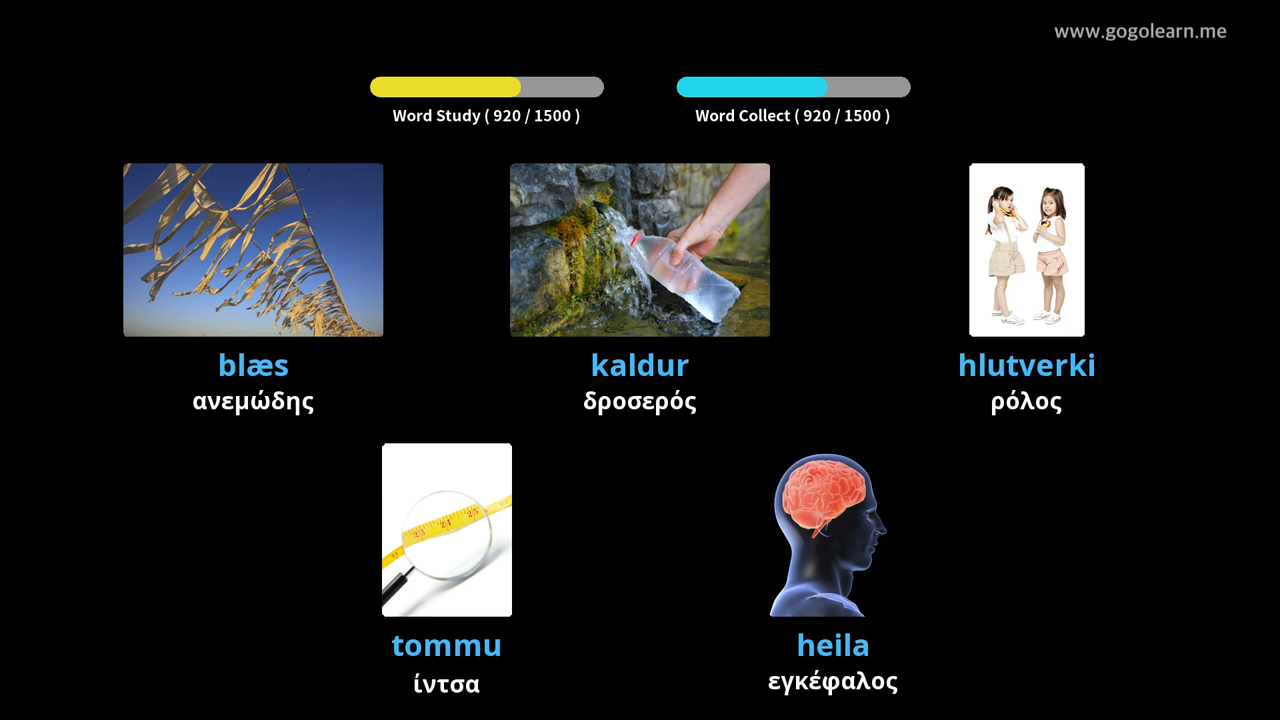 www.gogolearn.me
Word Study ( 920 / 1500 )
Word Collect ( 920 / 1500 )
blæs
ανεμώδης
kaldur
δροσερός
hlutverki
ρόλος
tommu
ίντσα
heila
εγκέφαλος